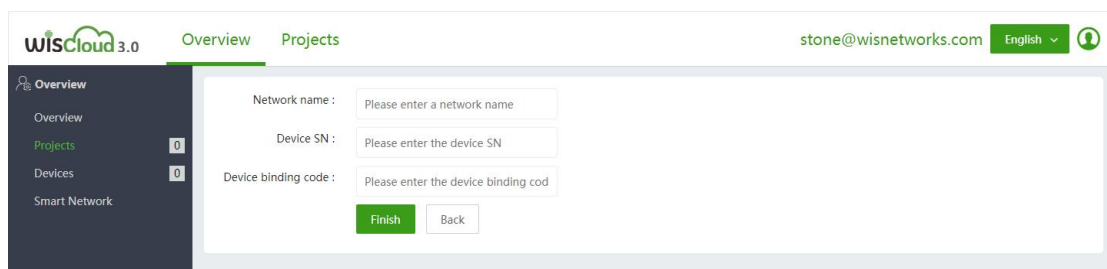 wiscloud 3.0 Overview Projects stone@wisnetworks.com English
Overview
Overview
Projects 0
Devices 0
Smart Network
Network name : Please enter a network name
Device SN : Please enter the device SN
Device binding code : Please enter the device binding cod
Finish Back